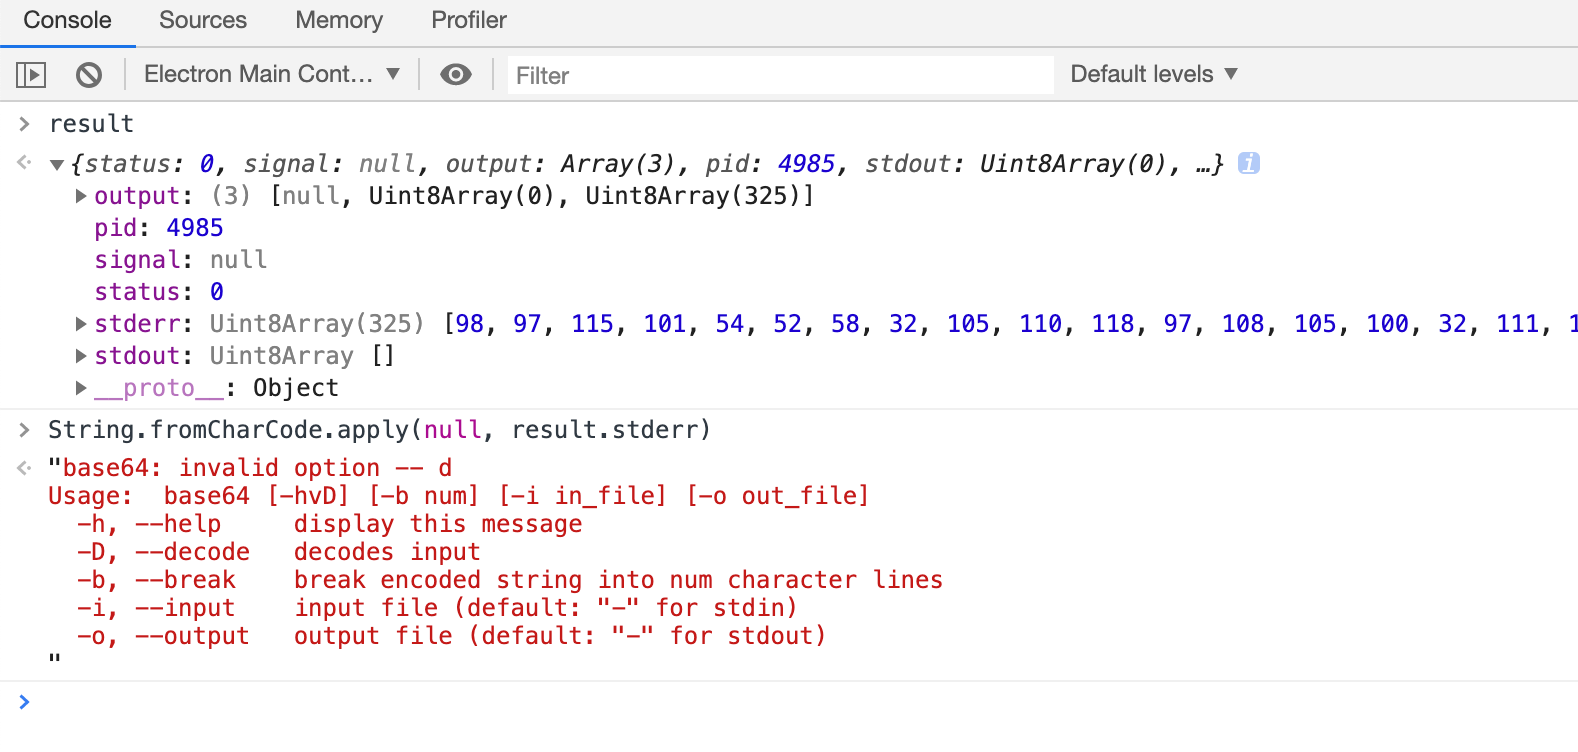 Console Sources Memory Profiler
Electron Main Cont... ▼ Filter Default levels ▼
> result
{status: 0, signal: null, output: Array(3), pid: 4985, stdout: Uint8Array(0), …} i
output: (3) [null, Uint8Array(0), Uint8Array(325)]
pid: 4985
signal: null
status: 0
stderr: Uint8Array(325) [98, 97, 115, 101, 54, 52, 58, 32, 105, 110, 118, 97, 108, 105, 100, 32, 111, 1
stdout: Uint8Array []
__proto__: Object
> String.fromCharCode.apply(null, result.stderr)
"base64: invalid option -- d
Usage:  base64 [-hvD] [-b num] [-i in_file] [-o out_file]
  -h, --help     display this message
  -D, --decode   decodes input
  -b, --break    break encoded string into num character lines
  -i, --input    input file (default: "-" for stdin)
  -o, --output   output file (default: "-" for stdout)
"
>